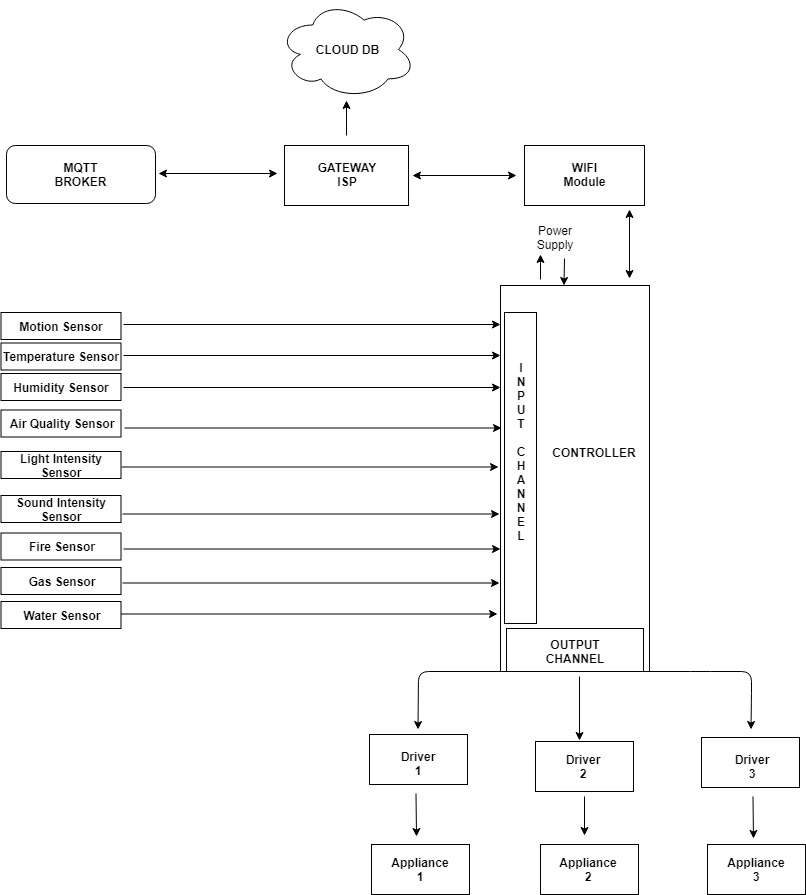 CLOUD DB
MQTT
BROKER
GATEWAY
ISP
WIFI
Module
Power
Supply
Motion Sensor
Temperature Sensor
Humidity Sensor
Air Quality Sensor
Light Intensity
Sensor
Sound Intensity
Sensor
Fire Sensor
Gas Sensor
Water Sensor
INPUT CHANNEL
CONTROLLER
OUTPUT
CHANNEL
Driver
1
Driver
2
Driver
3
Appliance
1
Appliance
2
Appliance
3